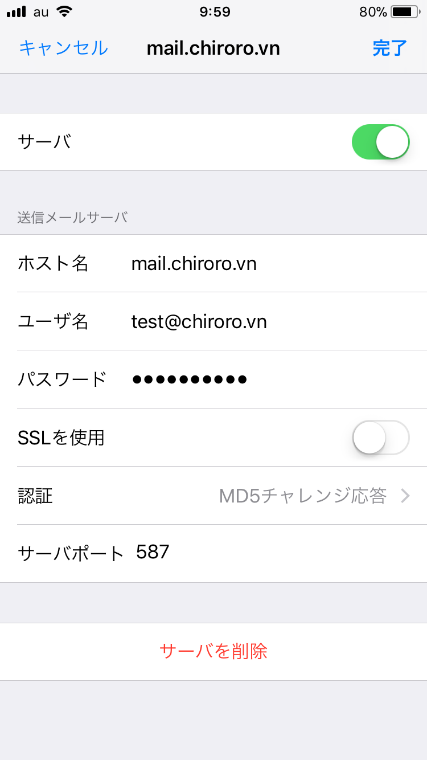 au 9:59 80%
キャンセル mail.chiroro.vn 完了
サーバ
送信メールサーバ
ホスト名 mail.chiroro.vn
ユーザ名 test@chiroro.vn
パスワード ●●●●●●●●●●
SSLを使用
認証 MD5チャレンジ応答
サーバポート 587
サーバを削除